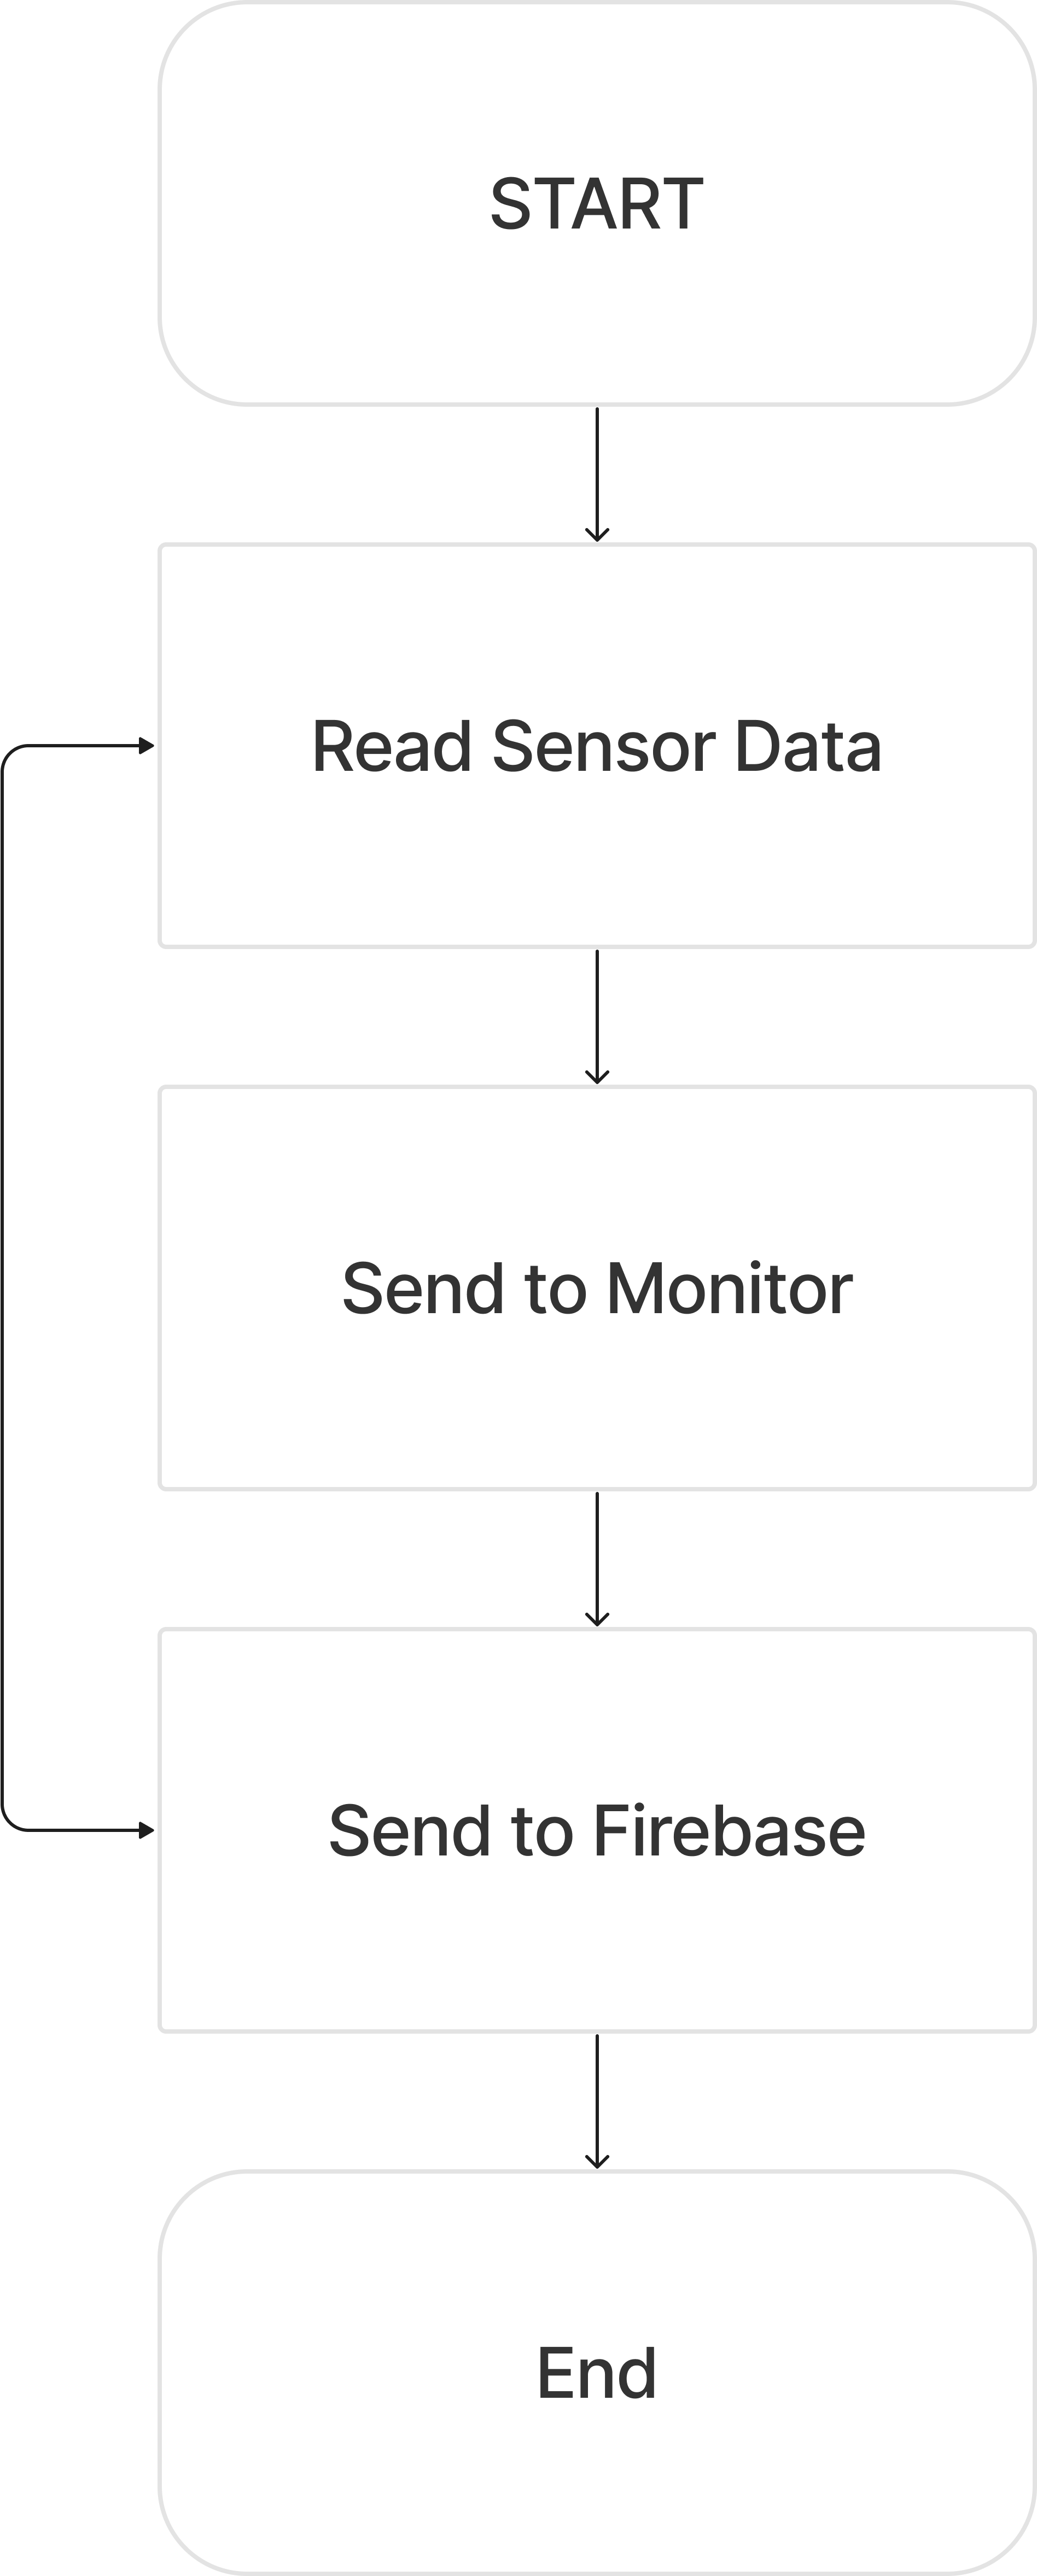 START
Read Sensor Data
Send to Monitor
Send to Firebase
End